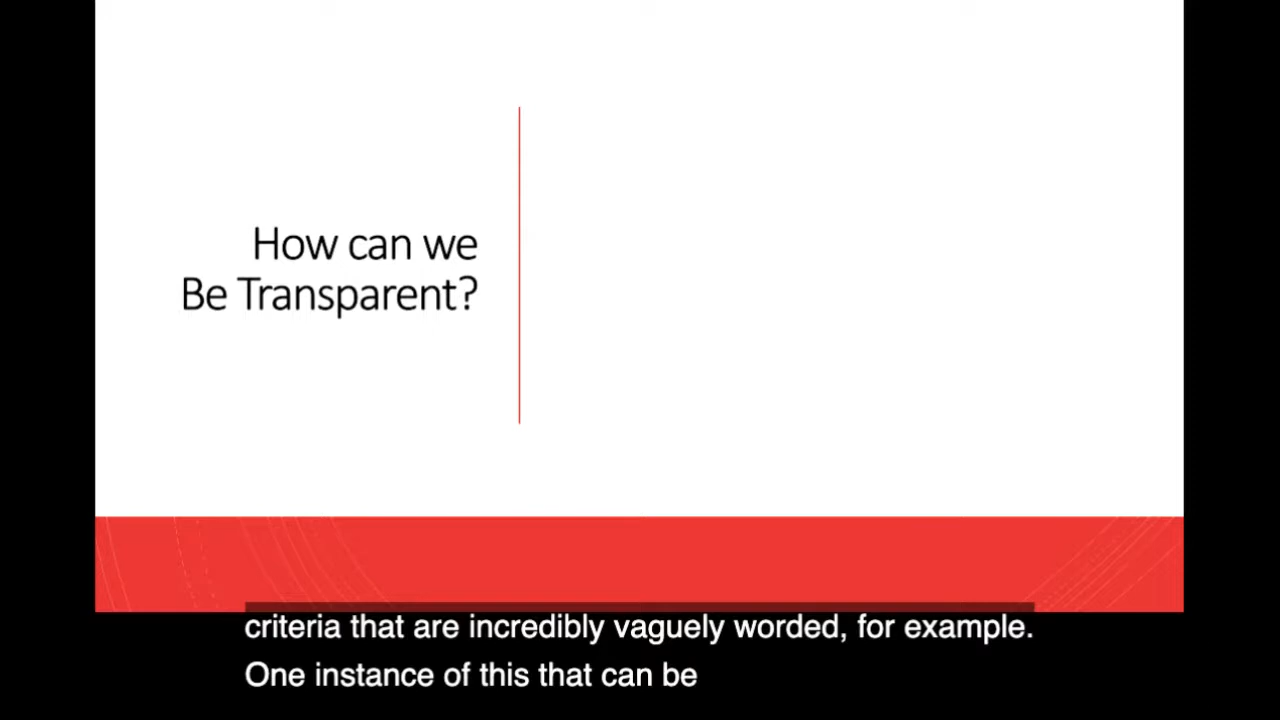 How can we
Be Transparent?
criteria that are incredibly vaguely worded, for example.
One instance of this that can be